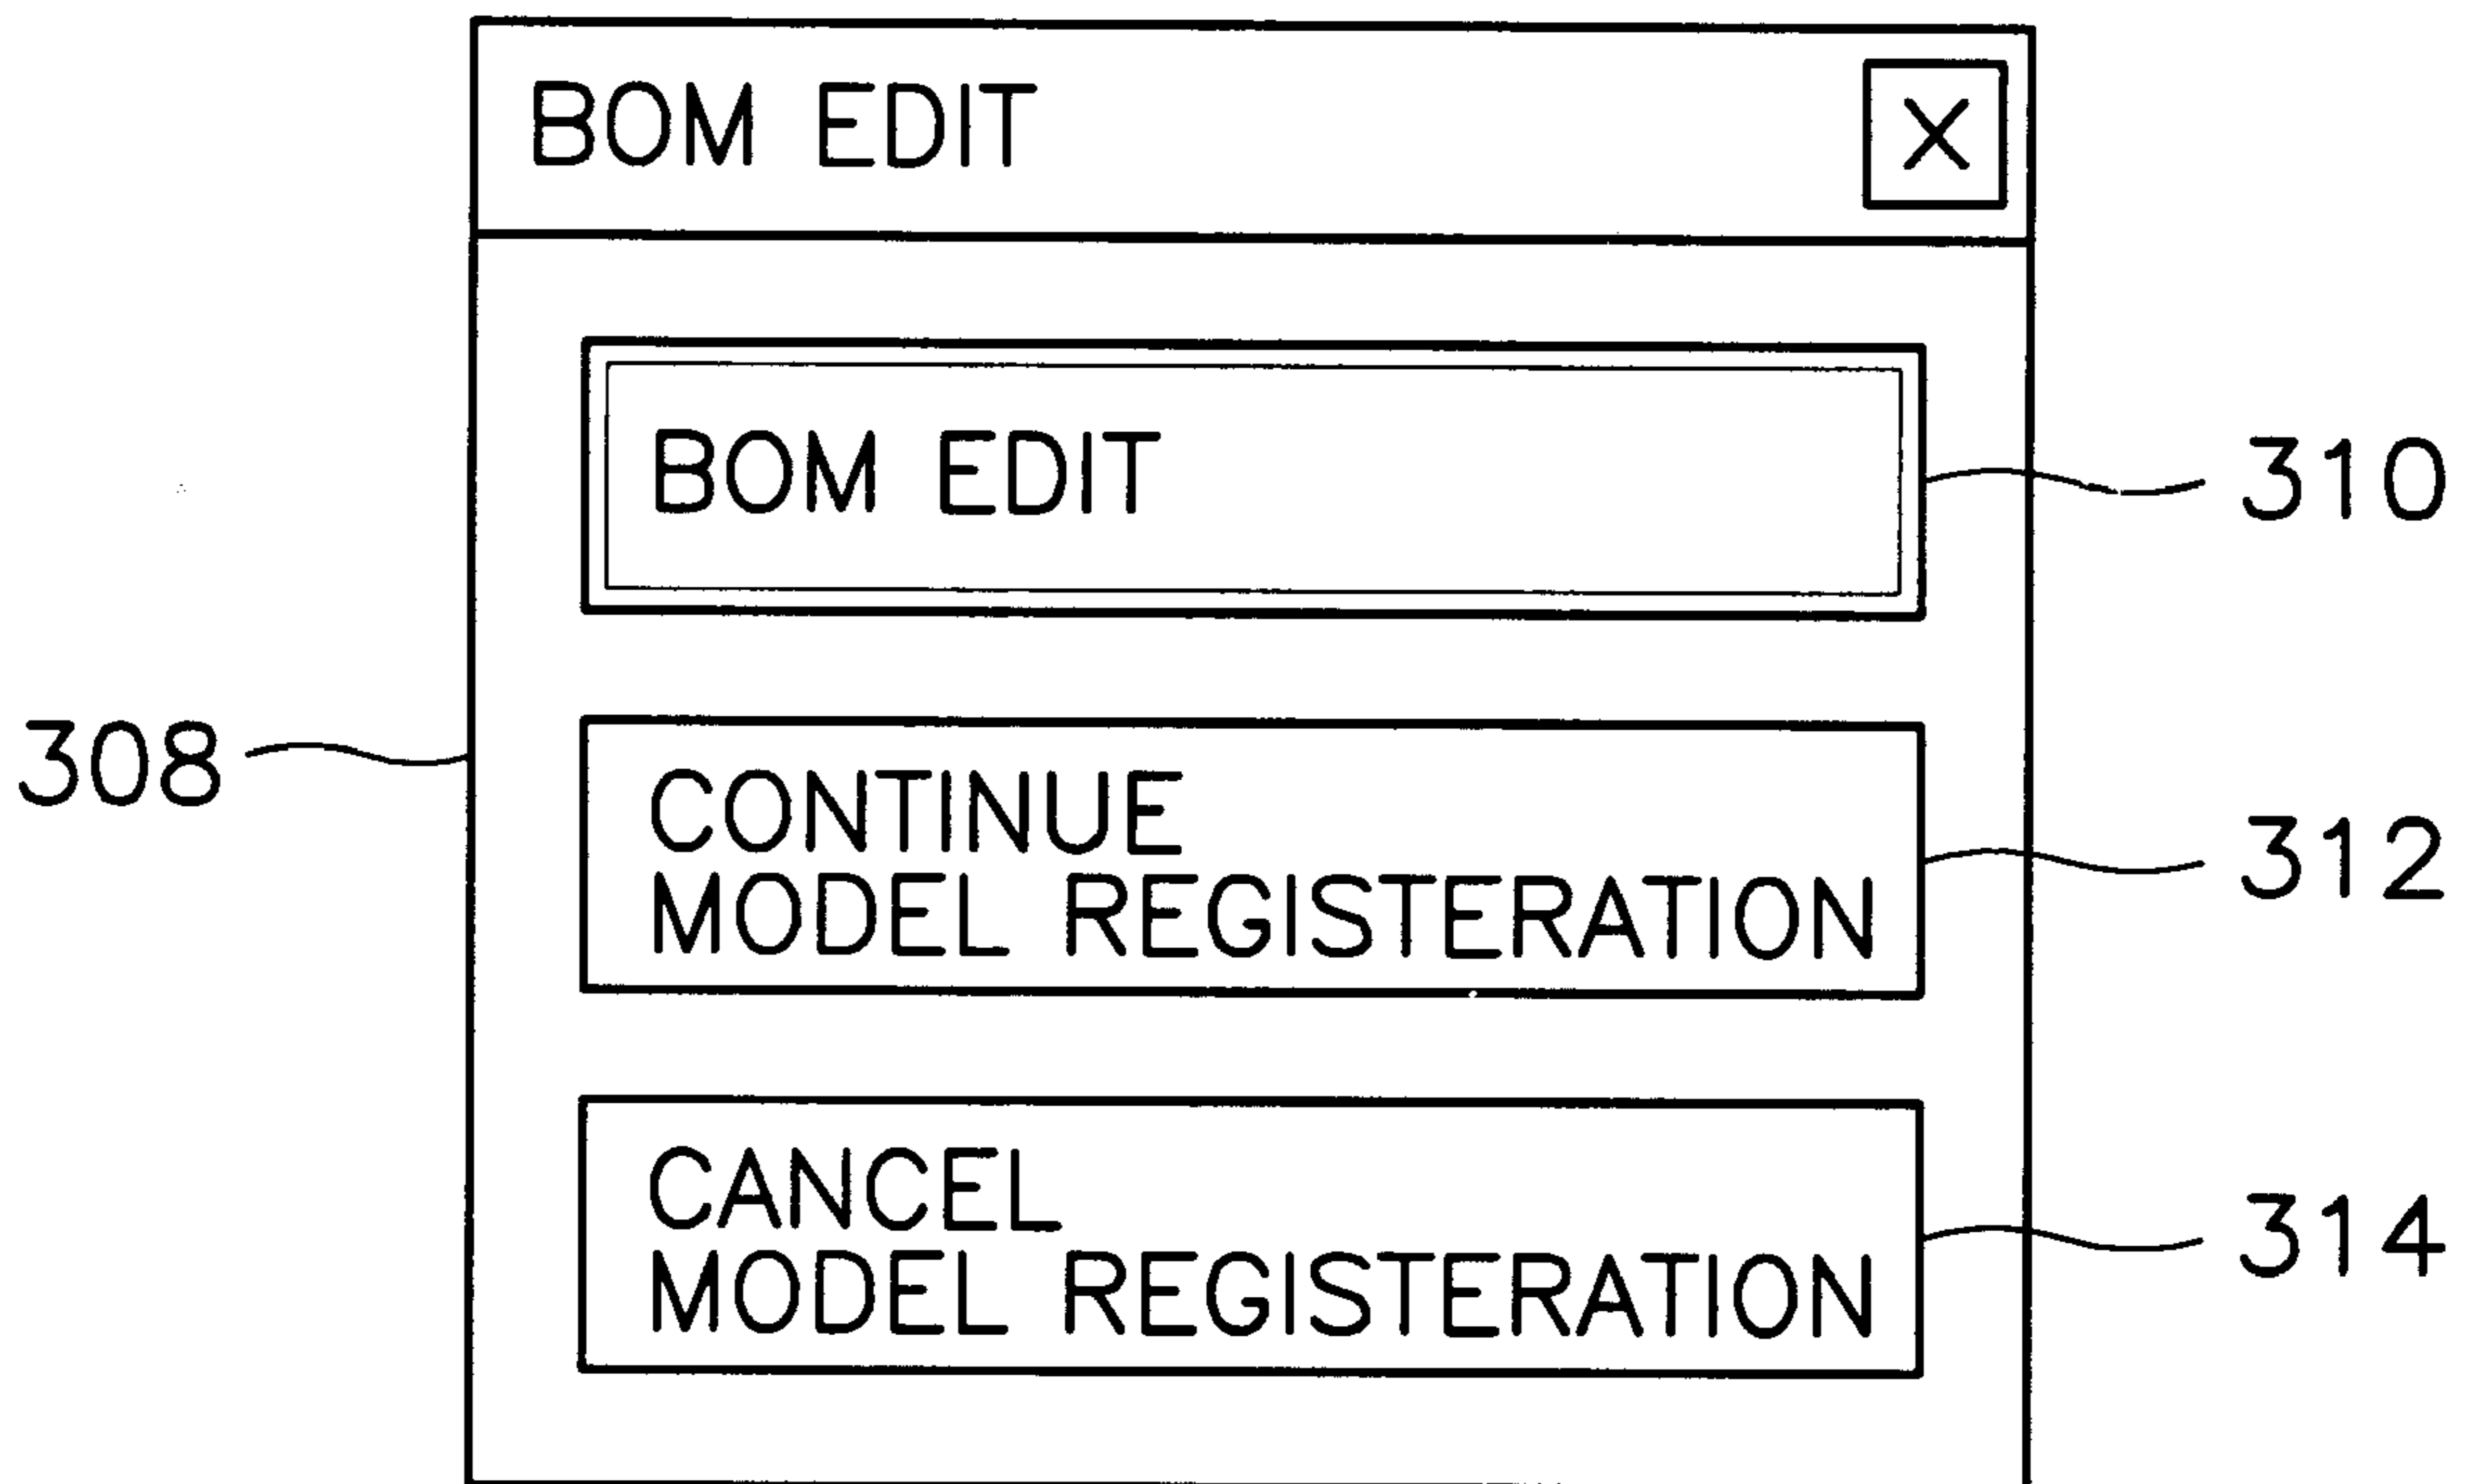 BOM EDIT X
BOM EDIT
310
308
CONTINUE
MODEL REGISTERATION
312
CANCEL
MODEL REGISTERATION
314